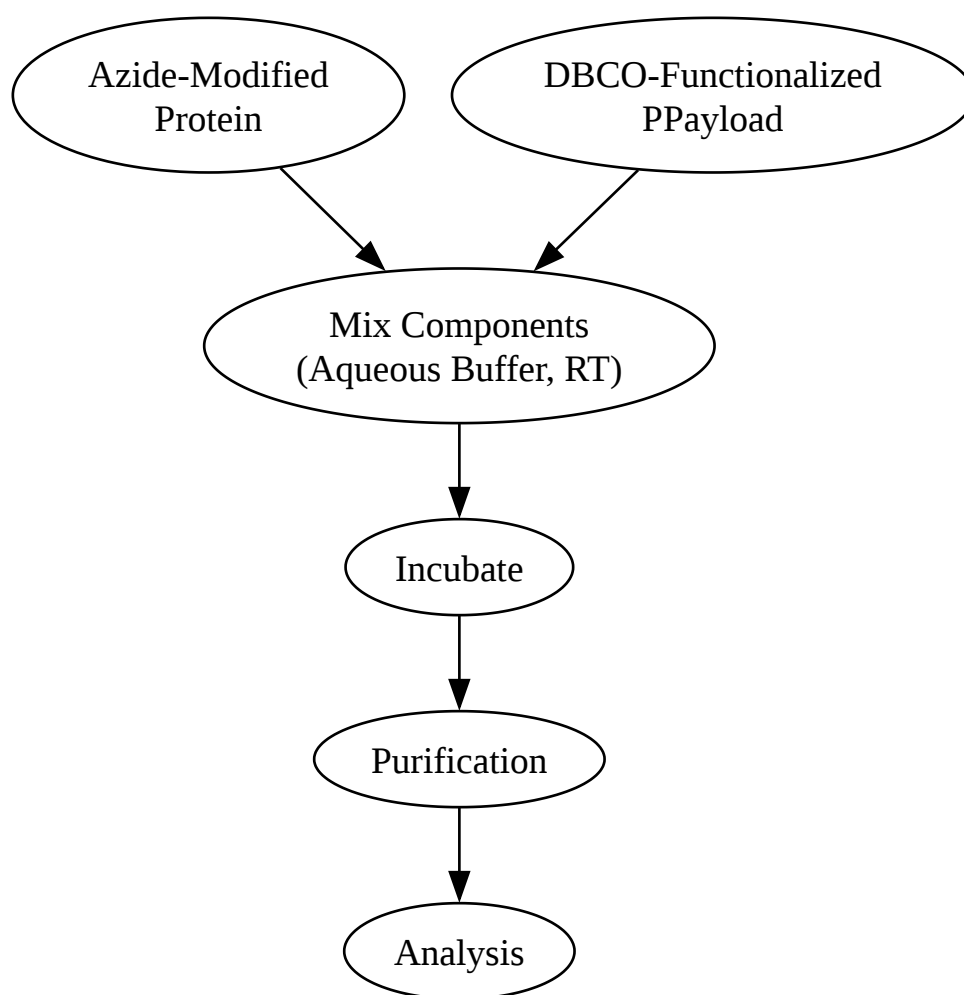 Azide-Modified
Protein
DBCO-Functionalized
PPayload
Mix Components
(Aqueous Buffer, RT)
Incubate
Purification
Analysis